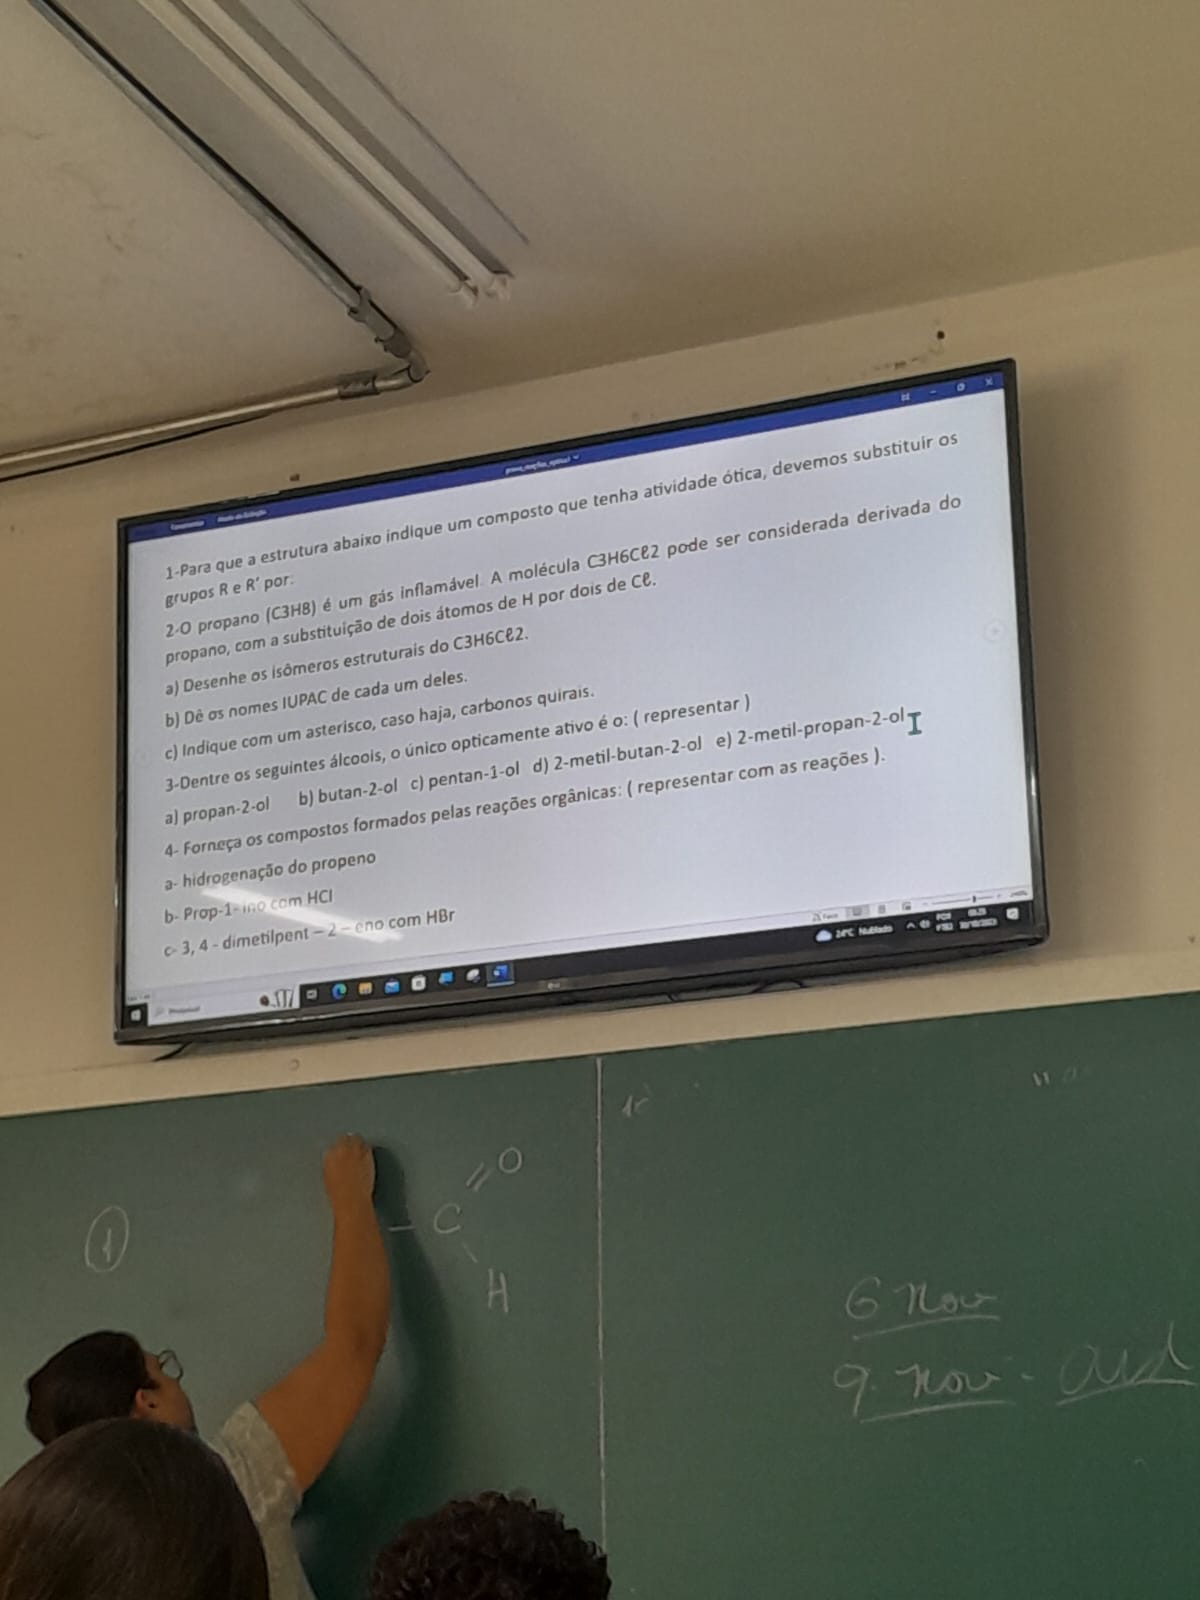 1-Para que a estrutura abaixo indique um composto que tenha atividade ótica, devemos substituir os
grupos R e R' por:
2-O propano (C3H8) é um gás inflamável. A molécula C3H6Cℓ2 pode ser considerada derivada do
propano, com a substituição de dois átomos de H por dois de Cℓ.
a) Desenhe os isômeros estruturais do C3H6Cℓ2.
b) Dê os nomes IUPAC de cada um deles.
c) Indique com um asterisco, caso haja, carbonos quirais.
3-Dentre os seguintes álcoois, o único opticamente ativo é o: ( representar )
a) propan-2-ol b) butan-2-ol c) pentan-1-ol d) 2-metil-butan-2-ol e) 2-metil-propan-2-ol
4- Forneça os compostos formados pelas reações orgânicas: ( representar com as reações ).
a- hidrogenação do propeno
b- Prop-1- ino com HCl
c- 3, 4 - dimetilpent – 2 – eno com HBr
24°C Nublado
1
O
– C
H
6 Nov
9. nov -